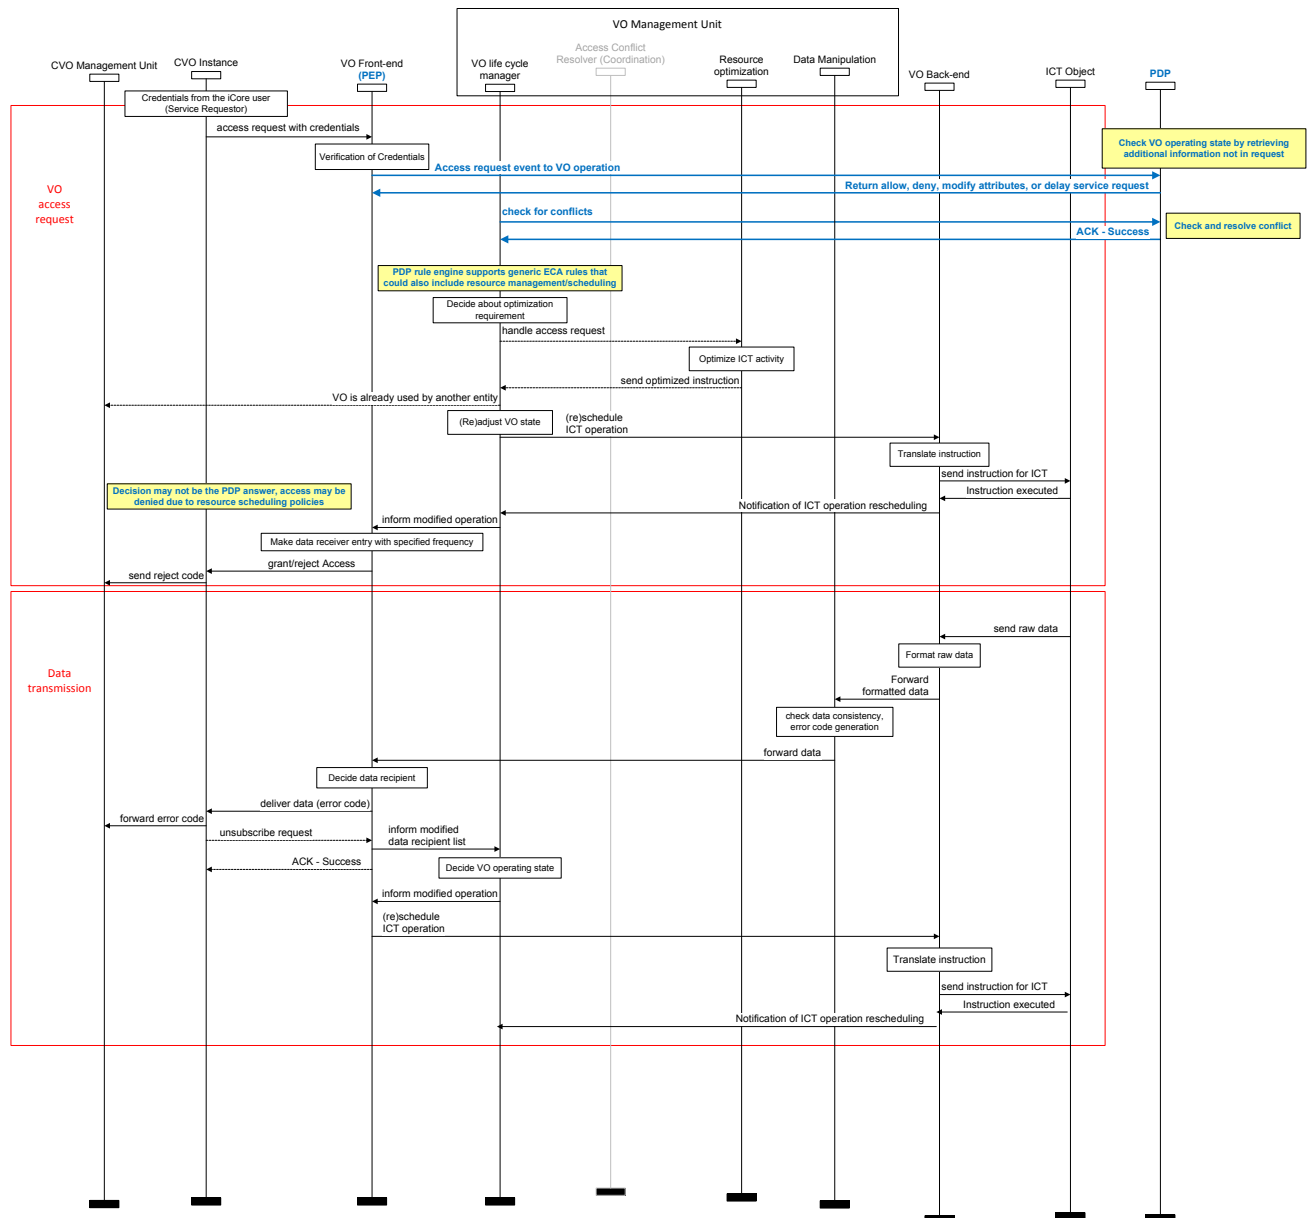 VO Management Unit
CVO Management Unit
CVO Instance
VO Front-end
(PEP)
VO life cycle
manager
Access Conflict
Resolver (Coordination)
Resource
optimization
Data Manipulation
VO Back-end
ICT Object
PDP
Credentials from the iCore user
(Service Requestor)
access request with credentials
Verification of Credentials
Check VO operating state by retrieving
additional information not in request
Access request event to VO operation
Return allow, deny, modify attributes, or delay service request
VO
access
request
check for conflicts
Check and resolve conflict
ACK - Success
PDP rule engine supports generic ECA rules that
could also include resource management/scheduling
Decide about optimization
requirement
handle access request
Optimize ICT activity
send optimized instruction
VO is already used by another entity
(Re)adjust VO state
(re)schedule
ICT operation
Translate instruction
send instruction for ICT
Decision may not be the PDP answer, access may be
denied due to resource scheduling policies
Instruction executed
Notification of ICT operation rescheduling
inform modified operation
Make data receiver entry with specified frequency
grant/reject Access
send reject code
send raw data
Format raw data
Data
transmission
Forward
formatted data
check data consistency,
error code generation
forward data
Decide data recipient
deliver data (error code)
forward error code
unsubscribe request
inform modified
data recipient list
ACK - Success
Decide VO operating state
inform modified operation
(re)schedule
ICT operation
Translate instruction
send instruction for ICT
Instruction executed
Notification of ICT operation rescheduling